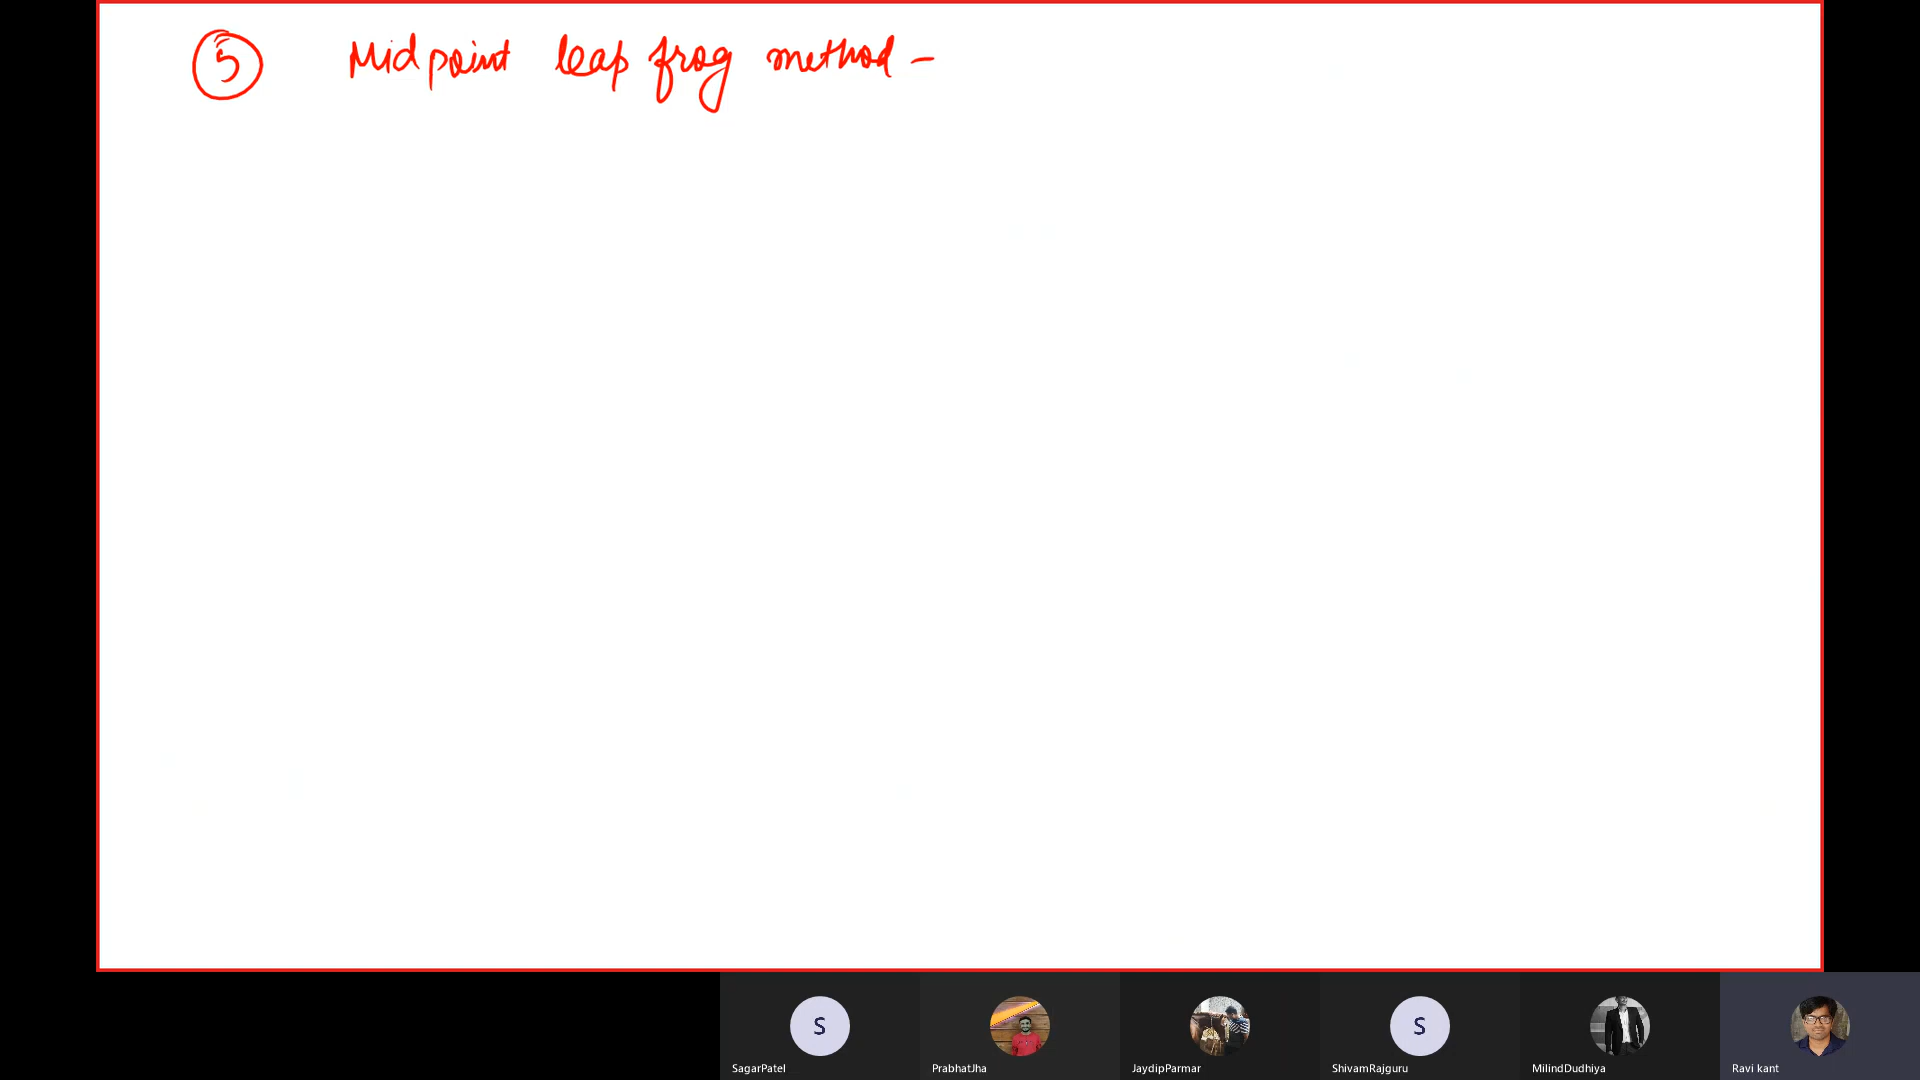 5 Midpoint leap frog method -
S
S
SagarPatel
PrabhatJha
JaydipParmar
ShivamRajguru
MilindDudhiya
Ravi kant